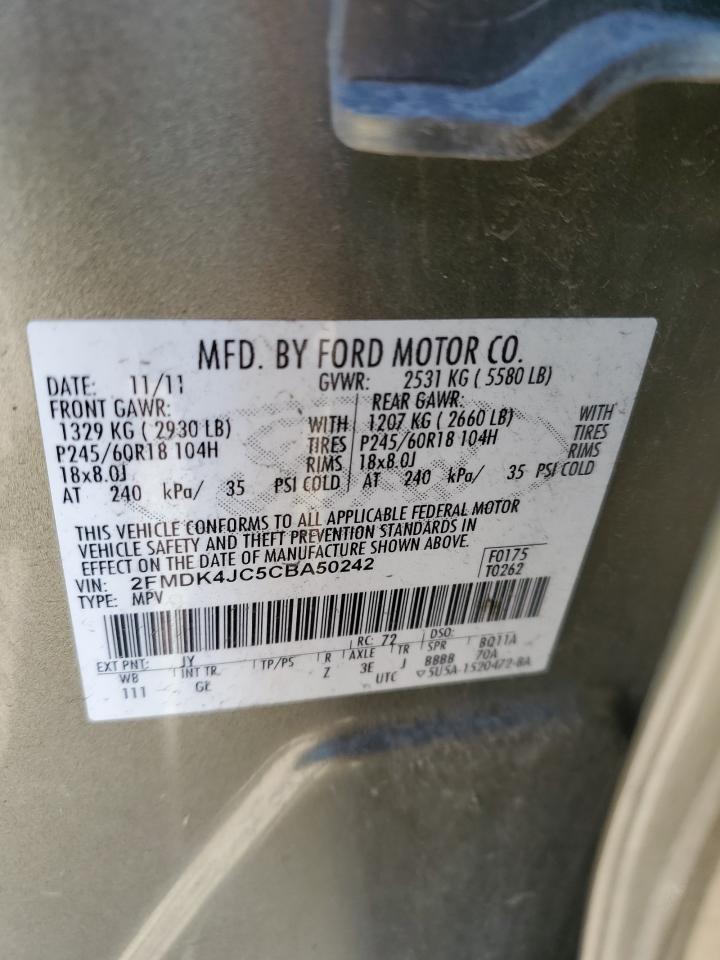 MFD. BY FORD MOTOR CO.
DATE: 11/11 GVWR: 2531 KG ( 5580 LB)
FRONT GAWR: REAR GAWR:
1329 KG ( 2930 LB) WITH 1207 KG ( 2660 LB) WITH
P245/60R18 104H TIRES P245/60R18 104H TIRES
18x8.0J RIMS 18x8.0J RIMS
AT 240 kPa/ 35 PSI COLD AT 240 kPa/ 35 PSI COLD
THIS VEHICLE CONFORMS TO ALL APPLICABLE FEDERAL MOTOR
VEHICLE SAFETY AND THEFT PREVENTION STANDARDS IN
EFFECT ON THE DATE OF MANUFACTURE SHOWN ABOVE.
VIN: 2FMDK4JC5CBA50242 F0175
TYPE: MPV T0262
EXT PNT: JY RC: 72 DSO:
WB INT TR TP/PS R AXLE TR SPR BQ11A
111 GE Z 3E J BBBB 70A
UTC 5U5A-1520472-BA